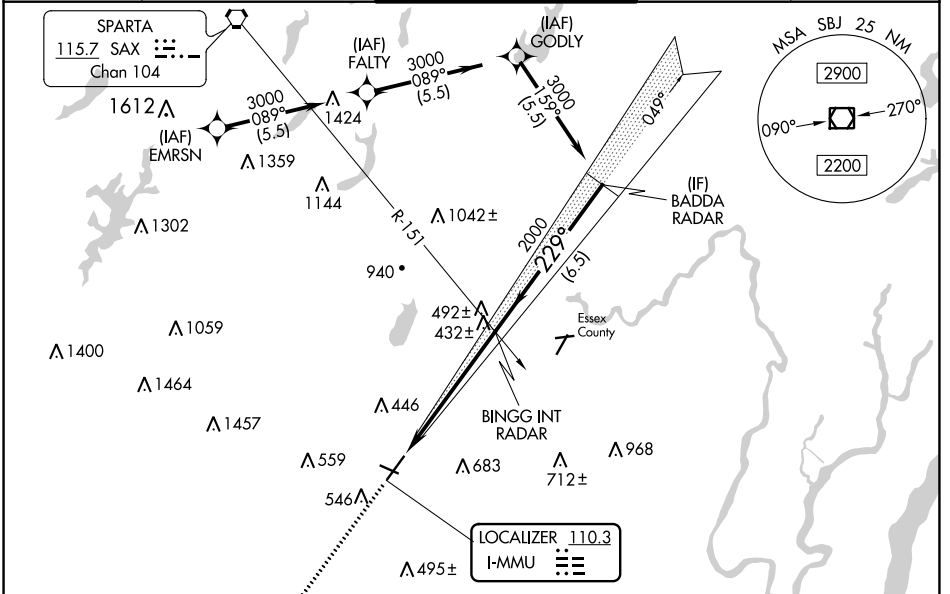 SPARTA
115.7 SAX
Chan 104
(IAF)
FALTY
(IAF)
GODLY
3000
089°
(5.5)
3000
159°
(5.5)
1612
3000
089°
(5.5)
1424
(IAF)
EMRSN
1359
1144
1302
1042±
R-151
940
049°
2000
229°
(6.5)
(IF)
BADDA
RADAR
MSA SBJ 25 NM
2900
090°
270°
2200
492±
432±
Essex
County
1059
1400
1464
1457
446
BINGG INT
RADAR
559
683
712±
968
546
LOCALIZER 110.3
I-MMU
495±